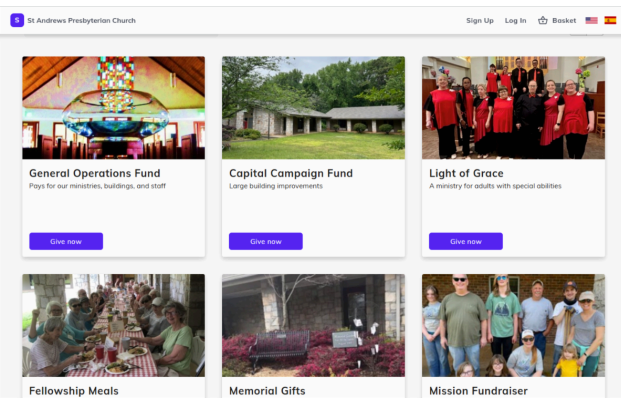 S St Andrews Presbyterian Church Sign Up Log In Basket
General Operations Fund
Pays for our ministries, buildings, and staff
Give now
Capital Campaign Fund
Large building improvements
Give now
Light of Grace
A ministry for adults with special abilities
Give now
Fellowship Meals
Memorial Gifts
Mission Fundraiser